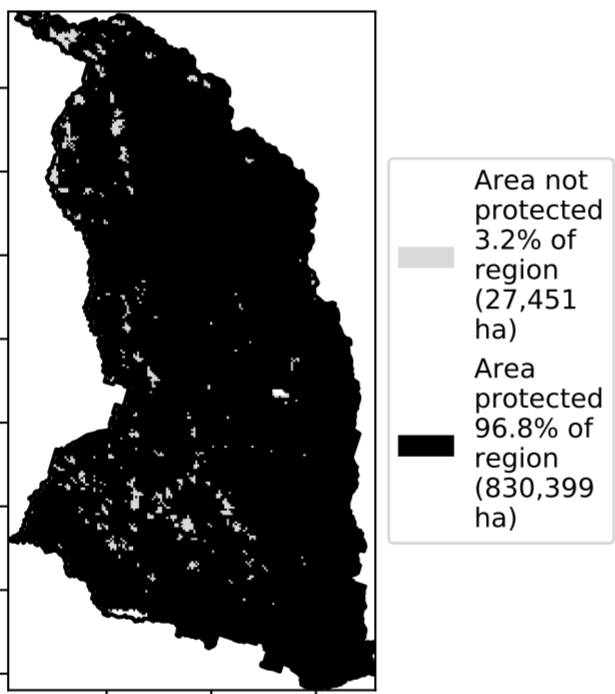 Area not
protected
3.2% of
region
(27,451
ha)
Area
protected
96.8% of
region
(830,399
ha)